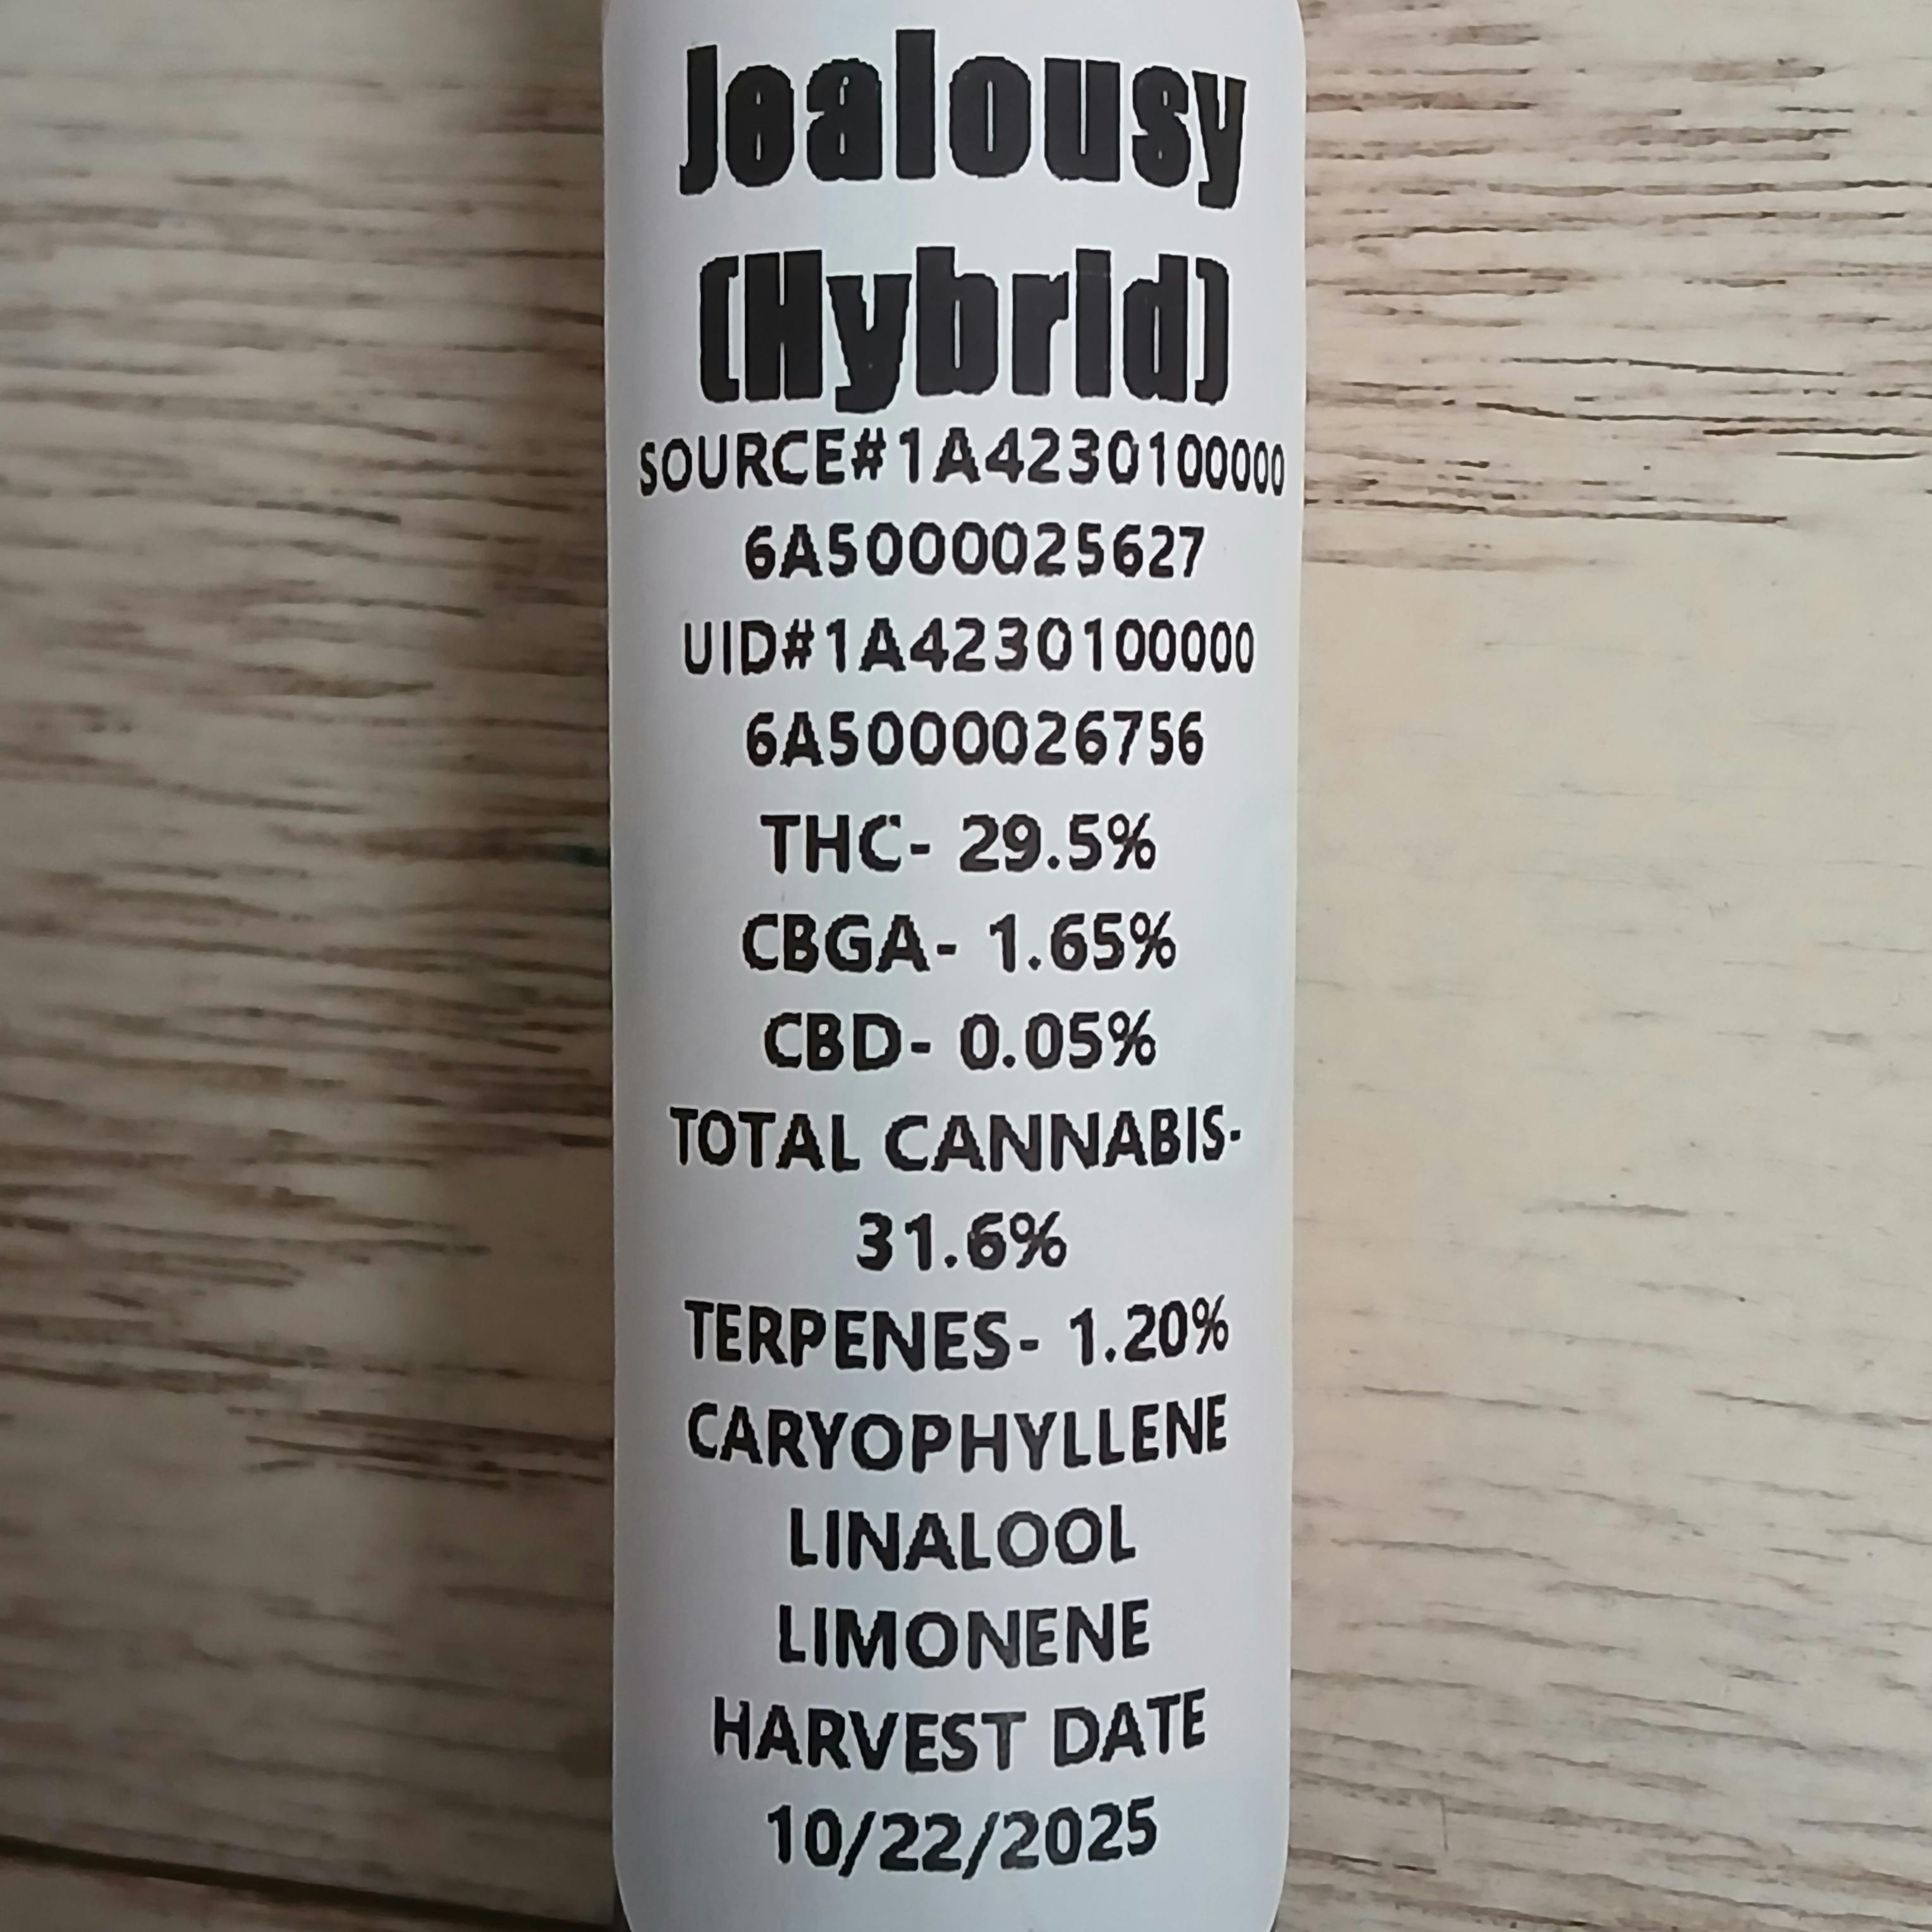 Jealousy
(Hybrid)
SOURCE#1A4230100000
6A5000025627
UID#1A4230100000
6A5000026756
THC- 29.5%
CBGA- 1.65%
CBD- 0.05%
TOTAL CANNABIS-
31.6%
TERPENES- 1.20%
CARYOPHYLLENE
LINALOOL
LIMONENE
HARVEST DATE
10/22/2025